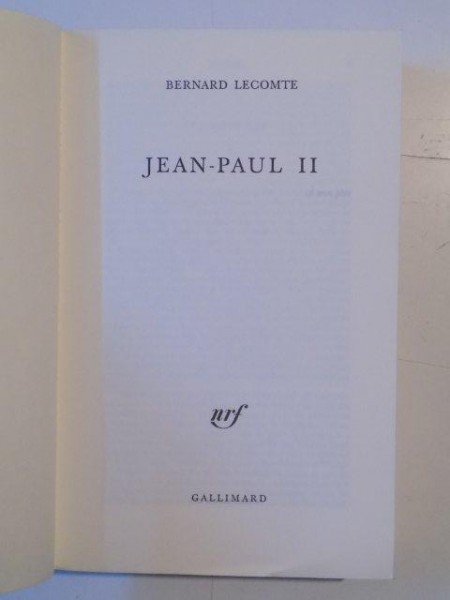 BERNARD LECOMTE
JEAN-PAUL II
nrf
GALLIMARD